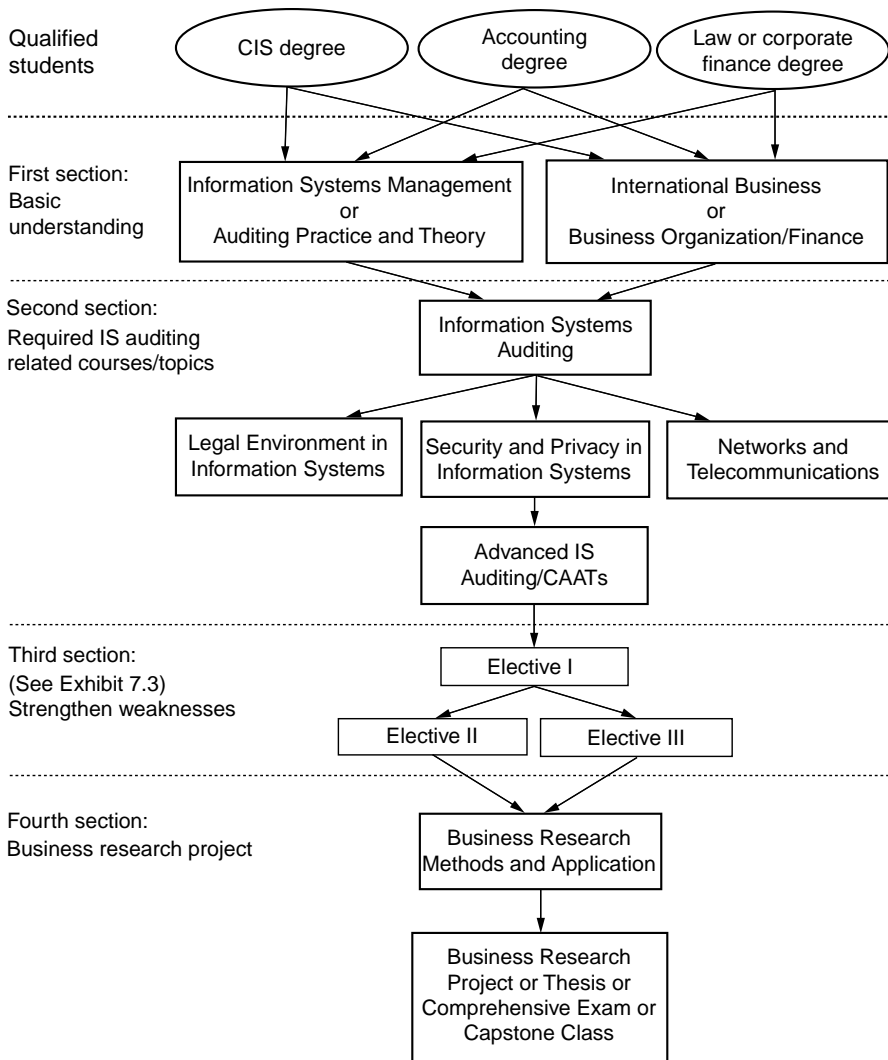 Qualified
students
CIS degree
Accounting
degree
Law or corporate
finance degree
First section:
Basic
understanding
Information Systems Management
or
Auditing Practice and Theory
International Business
or
Business Organization/Finance
Second section:
Required IS auditing
related courses/topics
Information Systems
Auditing
Legal Environment in
Information Systems
Security and Privacy in
Information Systems
Networks and
Telecommunications
Advanced IS
Auditing/CAATs
Third section:
(See Exhibit 7.3)
Strengthen weaknesses
Elective I
Elective II
Elective III
Fourth section:
Business research project
Business Research
Methods and Application
Business Research
Project or Thesis or
Comprehensive Exam or
Capstone Class